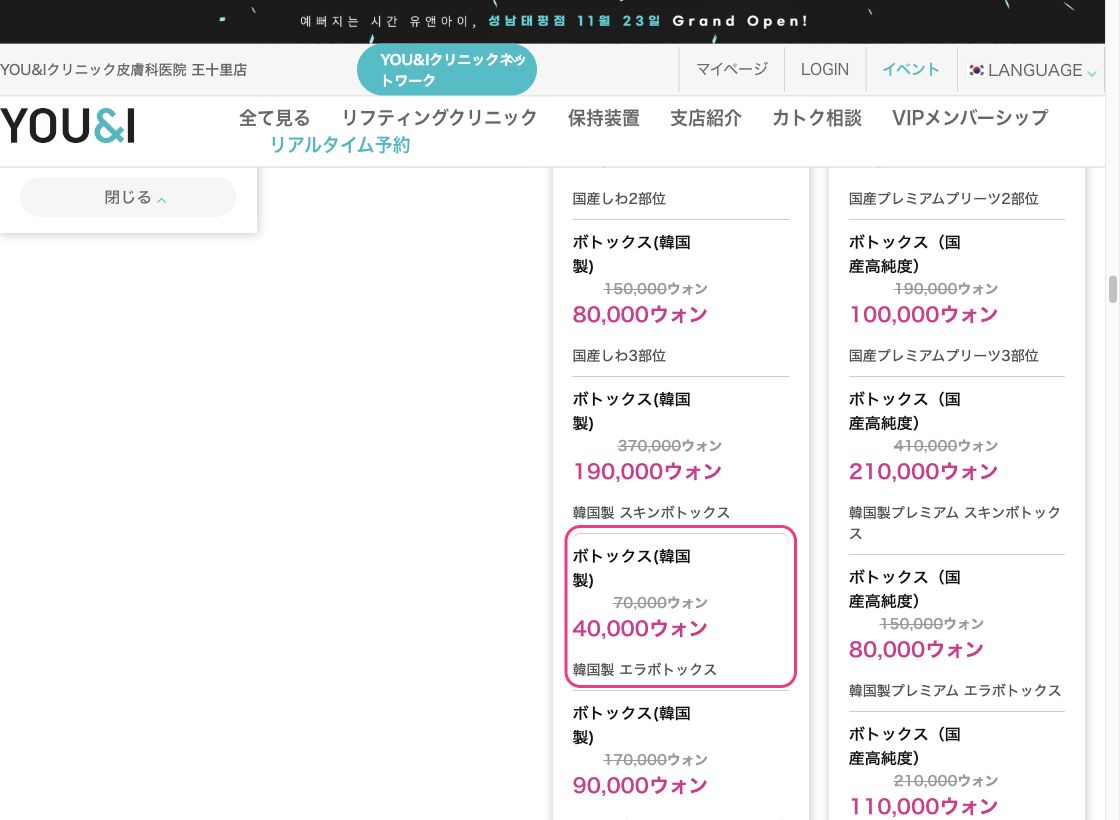 예뻐지는 시간 유앤아이, 성남태평점 11월 23일 Grand Open!
YOU&Iクリニック皮膚科医院 王十里店
YOU&Iクリニックネッ
トワーク
マイページ
LOGIN
イベント
LANGUAGE
YOU&I
全て見る
リフティングクリニック
保持装置
支店紹介
カトク相談
VIPメンバーシップ
リアルタイム予約
閉じる
国産しわ2部位
ボトックス(韓国
製)
150,000ウォン
80,000ウォン
国産しわ3部位
ボトックス(韓国
製)
370,000ウォン
190,000ウォン
韓国製 スキンボトックス
ボトックス(韓国
製)
70,000ウォン
40,000ウォン
韓国製 エラボトックス
ボトックス(韓国
製)
170,000ウォン
90,000ウォン
国産プレミアムプリーツ2部位
ボトックス（国
産高純度）
190,000ウォン
100,000ウォン
国産プレミアムプリーツ3部位
ボトックス（国
産高純度）
410,000ウォン
210,000ウォン
韓国製プレミアム スキンボトック
ス
ボトックス（国
産高純度）
150,000ウォン
80,000ウォン
韓国製プレミアム エラボトックス
ボトックス（国
産高純度）
210,000ウォン
110,000ウォン